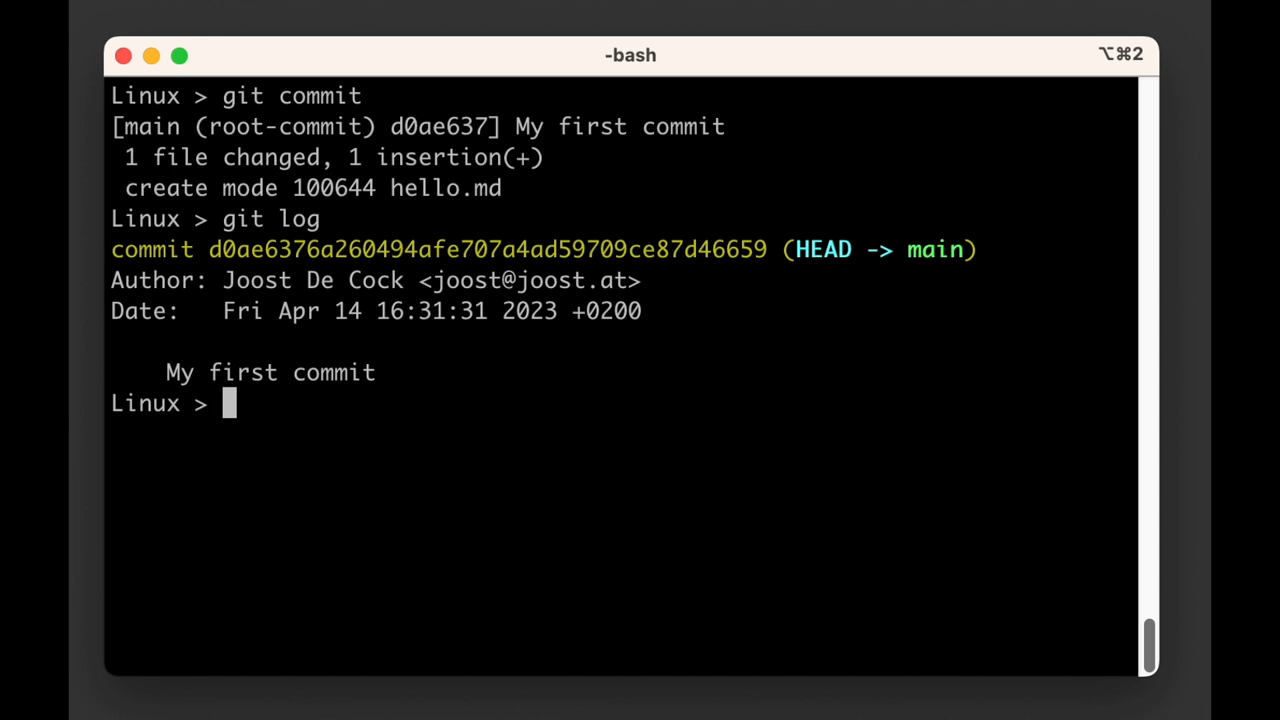 -bash
⌥⌘2
Linux > git commit
[main (root-commit) d0ae637] My first commit
 1 file changed, 1 insertion(+)
 create mode 100644 hello.md
Linux > git log
commit d0ae6376a260494afe707a4ad59709ce87d46659 (HEAD -> main)
Author: Joost De Cock <joost@joost.at>
Date:   Fri Apr 14 16:31:31 2023 +0200

    My first commit
Linux >